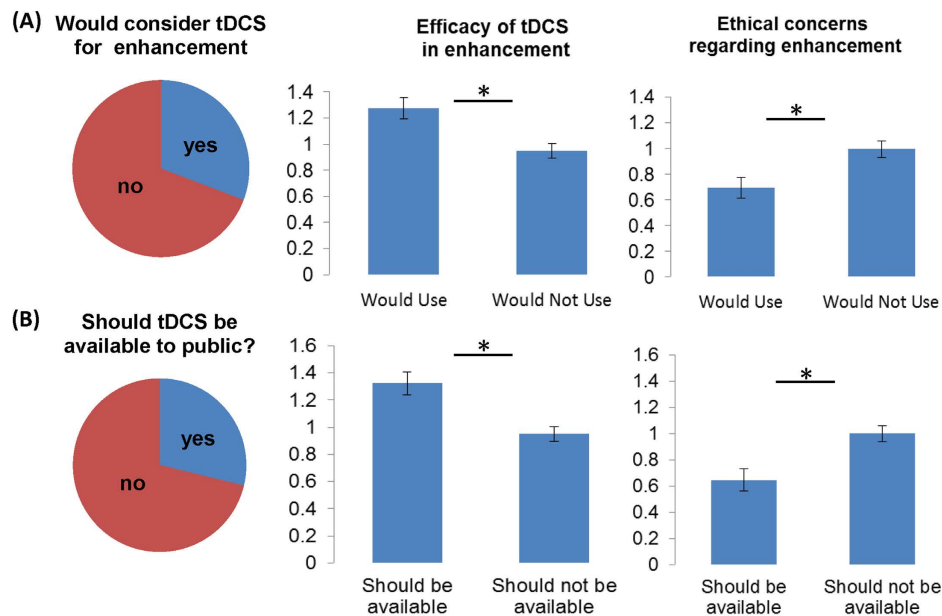 (A)
Would consider tDCS
for enhancement
yes
no
Efficacy of tDCS
in enhancement
1.4
1.2
1
0.8
0.6
0.4
0.2
0
*
Would Use
Would Not Use
Ethical concerns
regarding enhancement
1.4
1.2
1
0.8
0.6
0.4
0.2
0
*
Would Use
Would Not Use
(B)
Should tDCS be
available to public?
yes
no
1.6
1.4
1.2
1
0.8
0.6
0.4
0.2
0
*
Should be
available
Should not be
available
1.6
1.4
1.2
1
0.8
0.6
0.4
0.2
0
*
Should be
available
Should not be
available